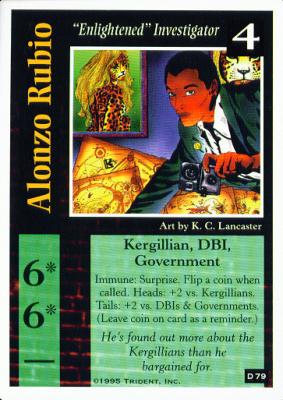 "Enlightened" Investigator
4
Alonzo Rubio
Art by K. C. Lancaster
Kergillian, DBI,
Government
6*
6*
—
Immune: Surprise. Flip a coin when
called. Heads: +2 vs. Kergillians.
Tails: +2 vs. DBIs & Governments.
(Leave coin on card as a reminder.)
He's found out more about the
Kergillians than he
bargained for.
©1995 TRIDENT, INC.
D 79